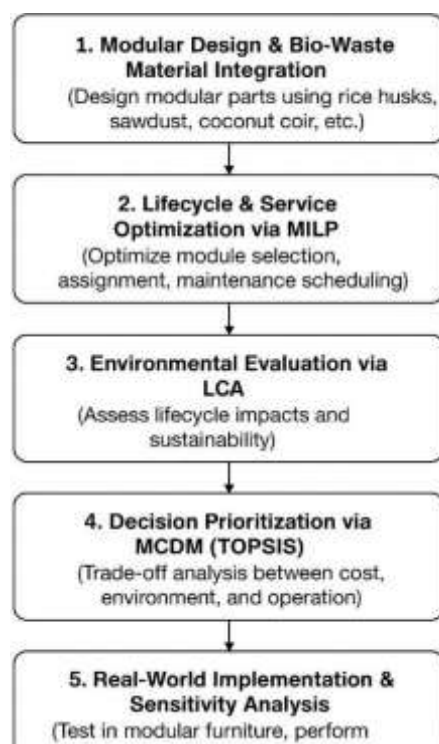 1. Modular Design & Bio-Waste
Material Integration
(Design modular parts using rice husks,
sawdust, coconut coir, etc.)
2. Lifecycle & Service
Optimization via MILP
(Optimize module selection,
assignment, maintenance scheduling)
3. Environmental Evaluation via
LCA
(Assess lifecycle impacts and
sustainability)
4. Decision Prioritization via
MCDM (TOPSIS)
(Trade-off analysis between cost,
environment, and operation)
5. Real-World Implementation &
Sensitivity Analysis
(Test in modular furniture, perform